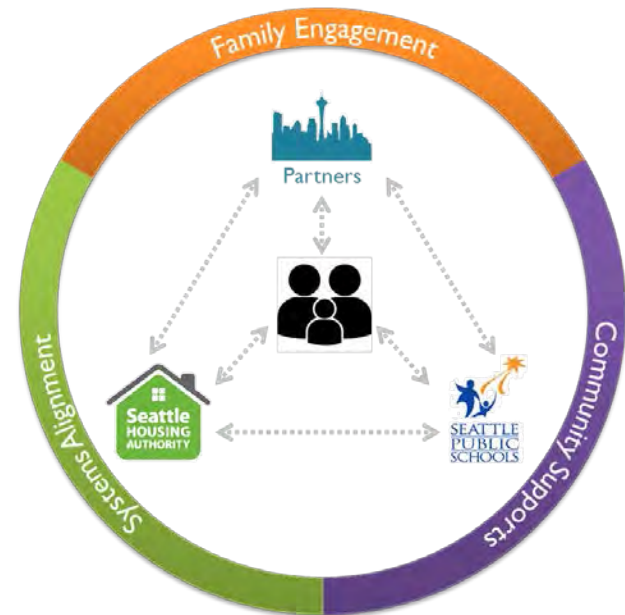 Family Engagement
Partners
Systems Alignment
Community Supports
Seattle
HOUSING
AUTHORITY
SEATTLE
PUBLIC
SCHOOLS